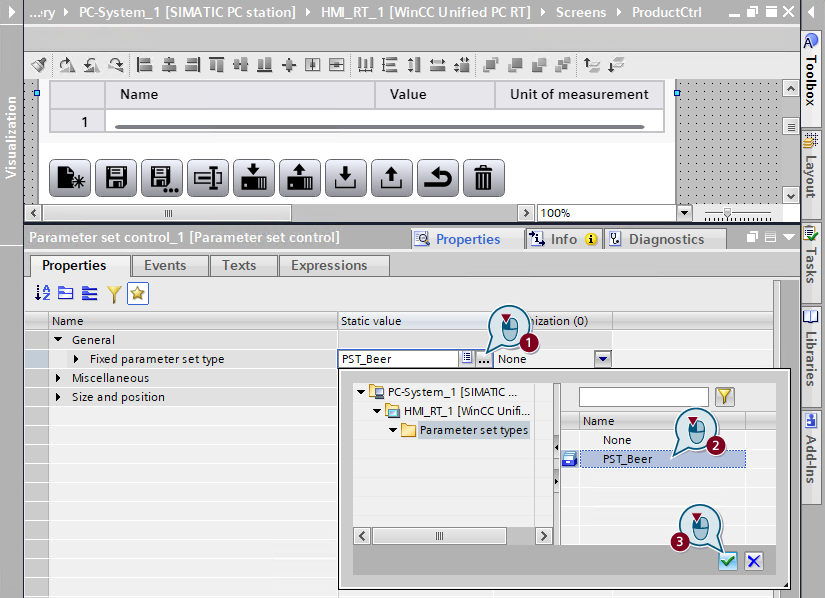 …ry ▸ PC-System_1 [SIMATIC PC station] ▸ HMI_RT_1 [WinCC Unified PC RT] ▸ Screens ▸ ProductCtrl
Visualization
Name Value Unit of measurement
1
100%
Parameter set control_1 [Parameter set control]
Properties Info Diagnostics
Properties Events Texts Expressions
Name Static value ization (0)
General
Fixed parameter set type PST_Beer ... None
1
Miscellaneous
Size and position
PC-System_1 [SIMATIC ...
HMI_RT_1 [WinCC Unifi...
Parameter set types
Name
None
PST_Beer
2
3
Toolbox
Layout
Tasks
Libraries
Add-Ins